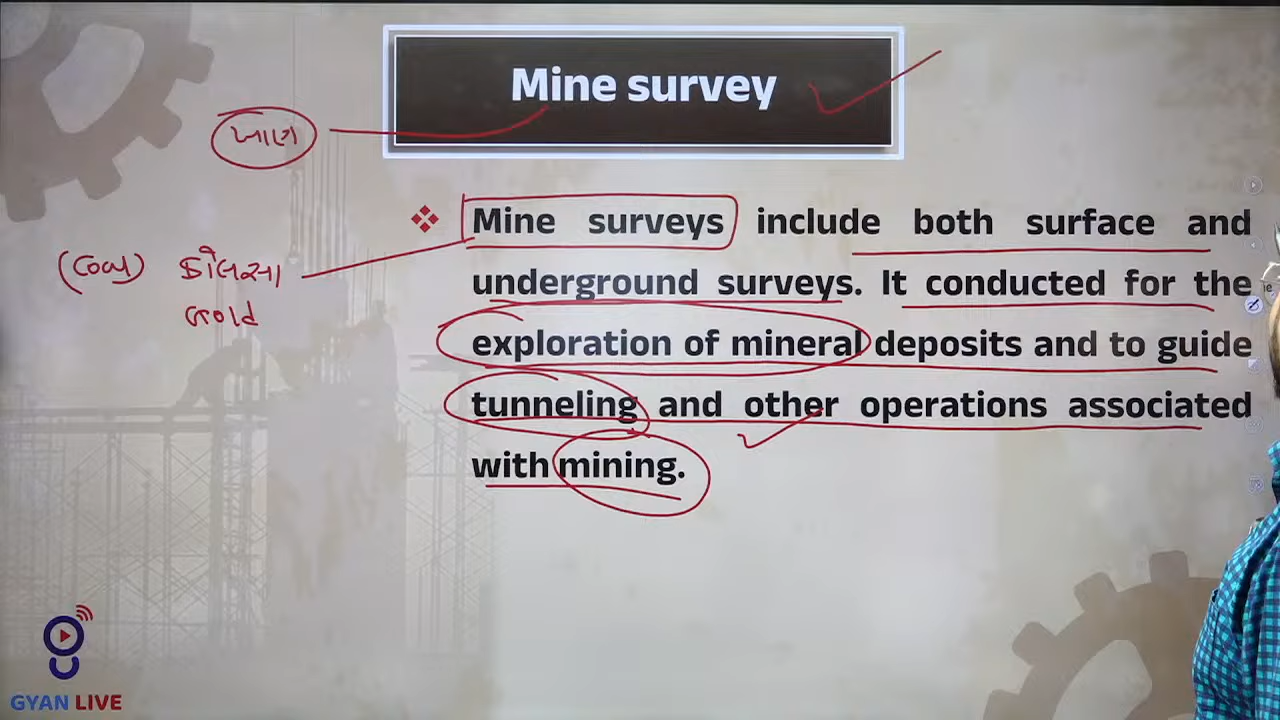 Mine survey
ખાણ
❖ Mine surveys include both surface and
underground surveys. It conducted for the
exploration of mineral deposits and to guide
tunneling and other operations associated
with mining.
(coal) કોલસા
Gold
GYAN LIVE